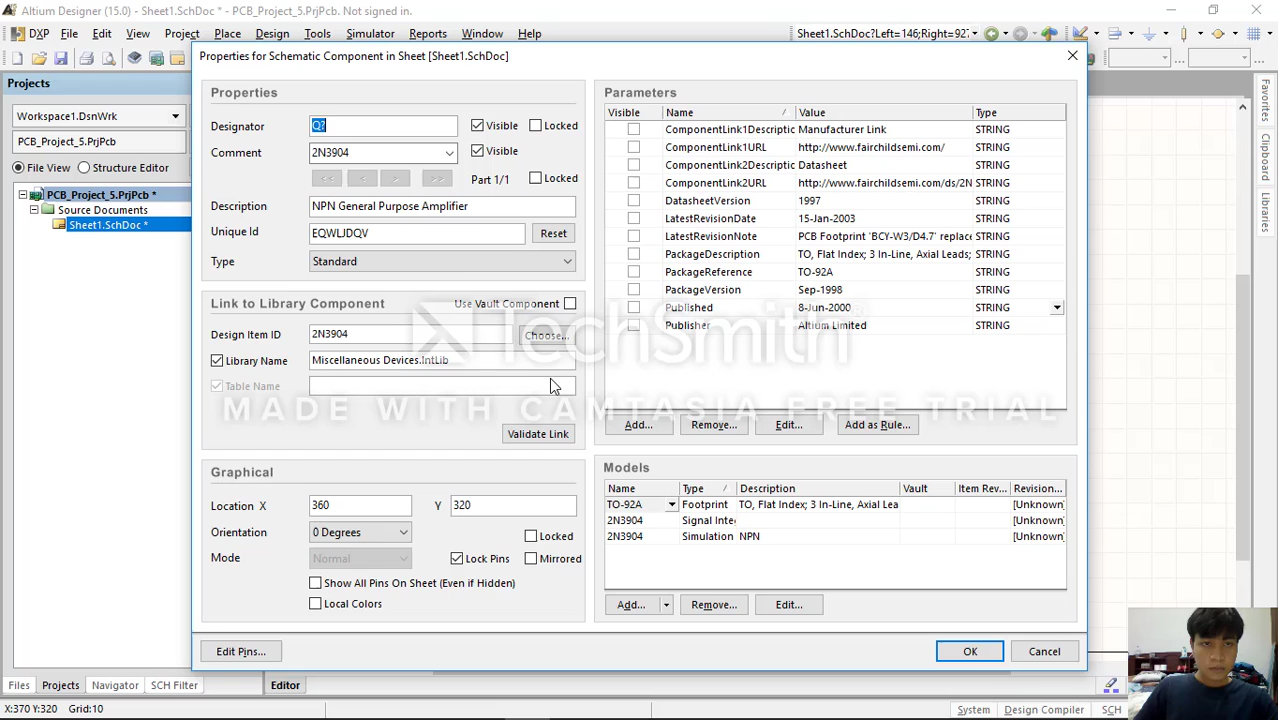 Altium Designer (15.0) - Sheet1.SchDoc * - PCB_Project_5.PrjPcb. Not signed in.
DXP File Edit View Project Place Design Tools Simulator Reports Window Help Sheet1.SchDoc?Left=146;Right=927
Projects
Workspace1.DsnWrk
PCB_Project_5.PrjPcb
File View Structure Editor
PCB_Project_5.PrjPcb *
Source Documents
Sheet1.SchDoc *
Files Projects Navigator SCH Filter
Properties for Schematic Component in Sheet [Sheet1.SchDoc]
Properties
Designator Q? Visible Locked
Comment 2N3904 Visible
<< < > >> Part 1/1 Locked
Description NPN General Purpose Amplifier
Unique Id EQWLJDQV Reset
Type Standard
Link to Library Component Use Vault Component
Design Item ID 2N3904 Choose...
Library Name Miscellaneous Devices.IntLib
Table Name
Validate Link
Graphical
Location X 360 Y 320
Orientation 0 Degrees Locked
Mode Normal Lock Pins Mirrored
Show All Pins On Sheet (Even if Hidden)
Local Colors
Edit Pins...
Parameters
Visible Name / Value Type
ComponentLink1Descriptic Manufacturer Link STRING
ComponentLink1URL http://www.fairchildsemi.com/ STRING
ComponentLink2Descriptic Datasheet STRING
ComponentLink2URL http://www.fairchildsemi.com/ds/2N STRING
DatasheetVersion 1997 STRING
LatestRevisionDate 15-Jan-2003 STRING
LatestRevisionNote PCB Footprint 'BCY-W3/D4.7' replace STRING
PackageDescription TO, Flat Index; 3 In-Line, Axial Leads; STRING
PackageReference TO-92A STRING
PackageVersion Sep-1998 STRING
Published 8-Jun-2000 STRING
Publisher Altium Limited STRING
Add... Remove... Edit... Add as Rule...
Models
Name Type / Description Vault Item Rev... Revision...
TO-92A Footprint TO, Flat Index; 3 In-Line, Axial Lea [Unknown]
2N3904 Signal Inte [Unknown]
2N3904 Simulation NPN [Unknown]
Add... Remove... Edit...
OK Cancel
TechSmith
MADE WITH CAMTASIA FREE TRIAL
Favorites
Clipboard
Libraries
Editor
X:370 Y:320 Grid:10
System Design Compiler SCH